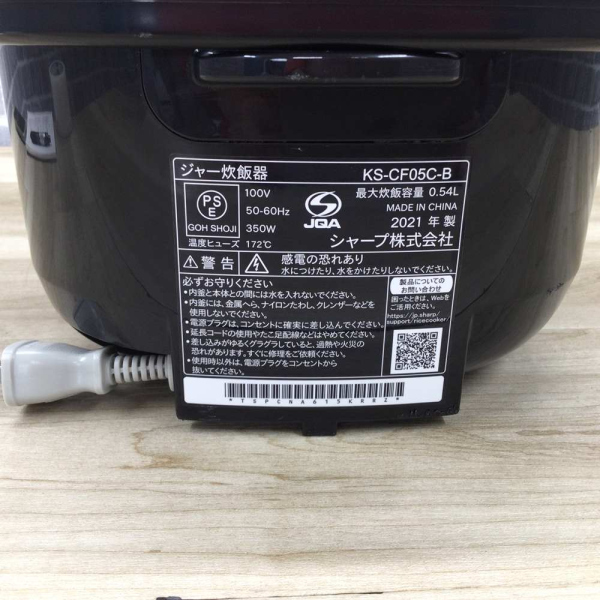 ジャー炊飯器 KS-CF05C-B
PS
E
GOH SHOJI
100V
50-60Hz
350W
温度ヒューズ 172℃
JQA
最大炊飯容量 0.54L
MADE IN CHINA
2021 年製
シャープ株式会社
警告
感電の恐れあり
水につけたり、水をかけたりしないでください。
必ずお守りください
・内釜と本体との間には水を入れないでください。
・内釜には、金属へら、ナイロンたわし、クレンザーなどを
使用しないでください。
・電源プラグは、コンセントに確実に差し込んでください。
・延長コードの使用やたこ足配線などはやめてください。
・差し込みがゆるくグラグラしていると、過熱や火災の
恐れがあります。すぐに修理をご依頼ください。
・使用時以外は、電源プラグをコンセントから
抜いてください。
製品についての
お問い合わせ
困ったときは、Webを
ご活用ください。
https://jp.sharp/
support/ricecooker/
*TSPCNA615KRRZ*